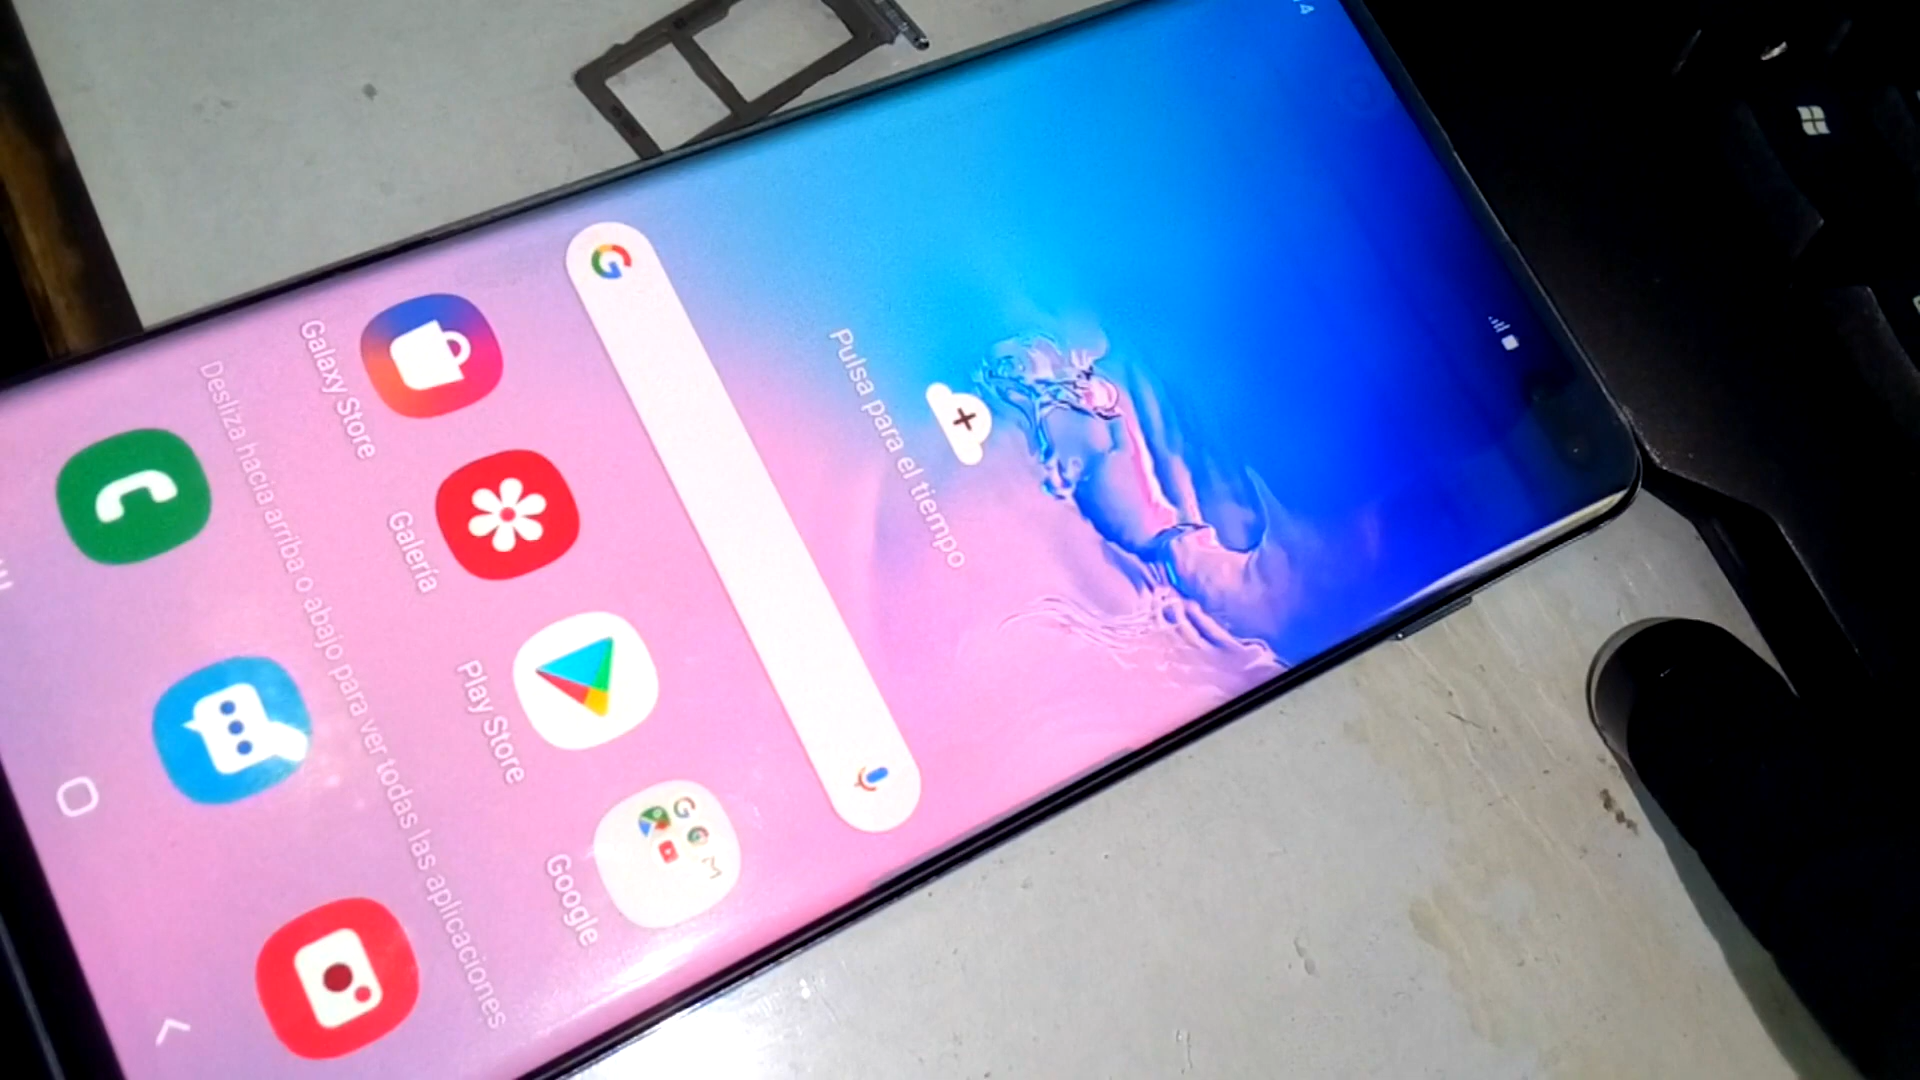 Pulsa para el tiempo
Galaxy Store
Galería
Play Store
Google
Desliza hacia arriba o abajo para ver todas las aplicaciones